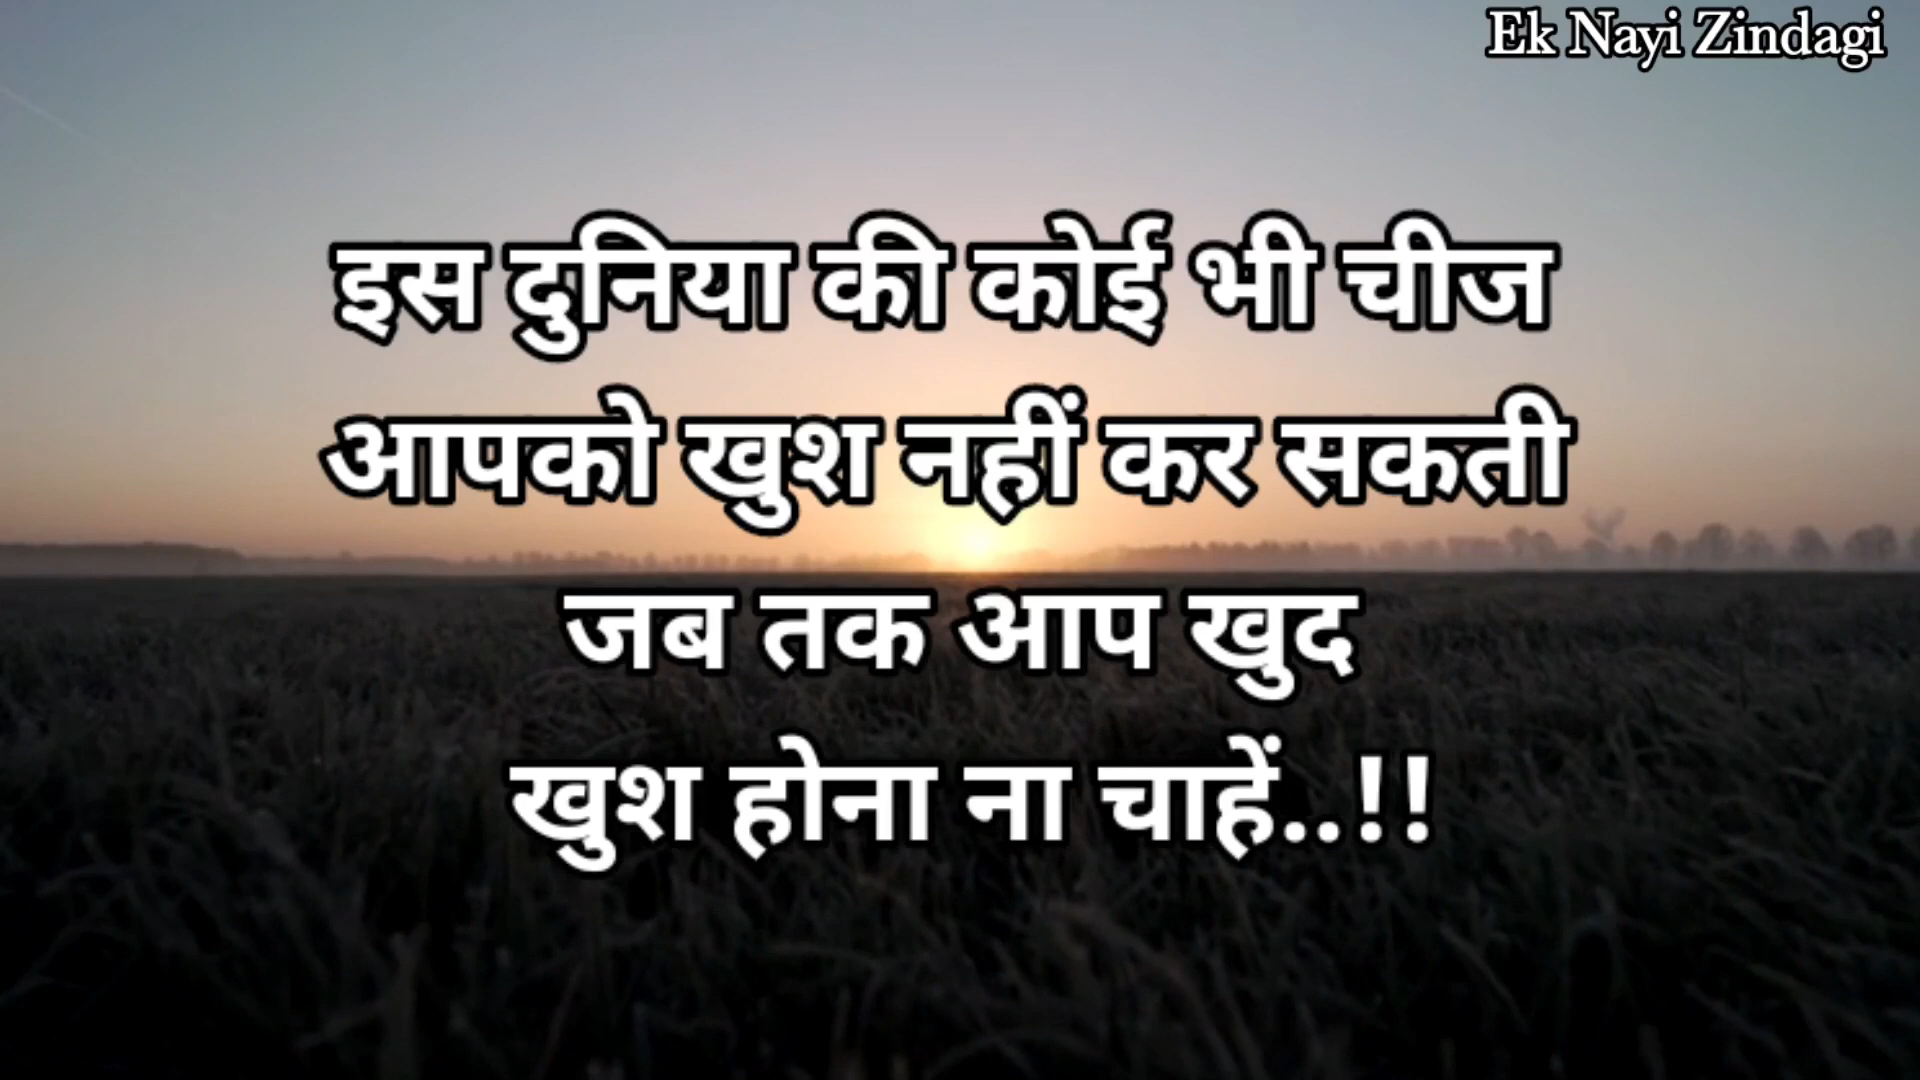 Ek Nayi Zindagi
इस दुनिया की कोई भी चीज
आपको खुश नहीं कर सकती
जब तक आप खुद
खुश होना ना चाहें..!!